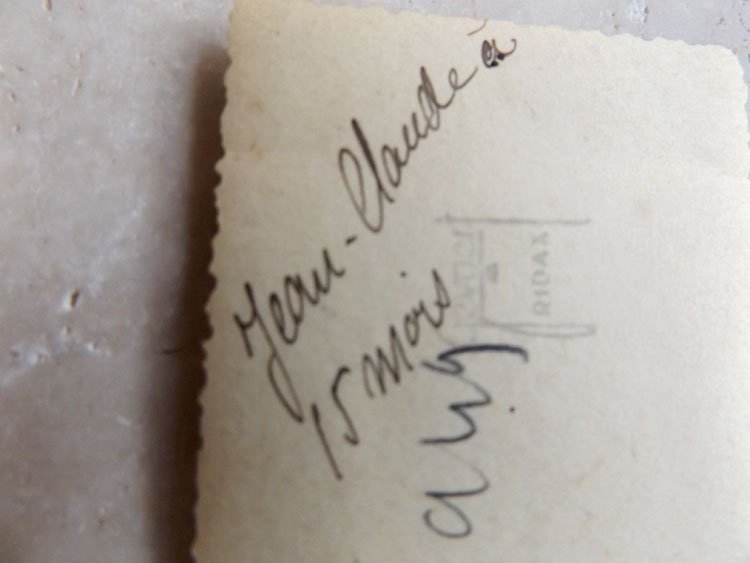 Jean-Claude à
15 mois
RIDAX